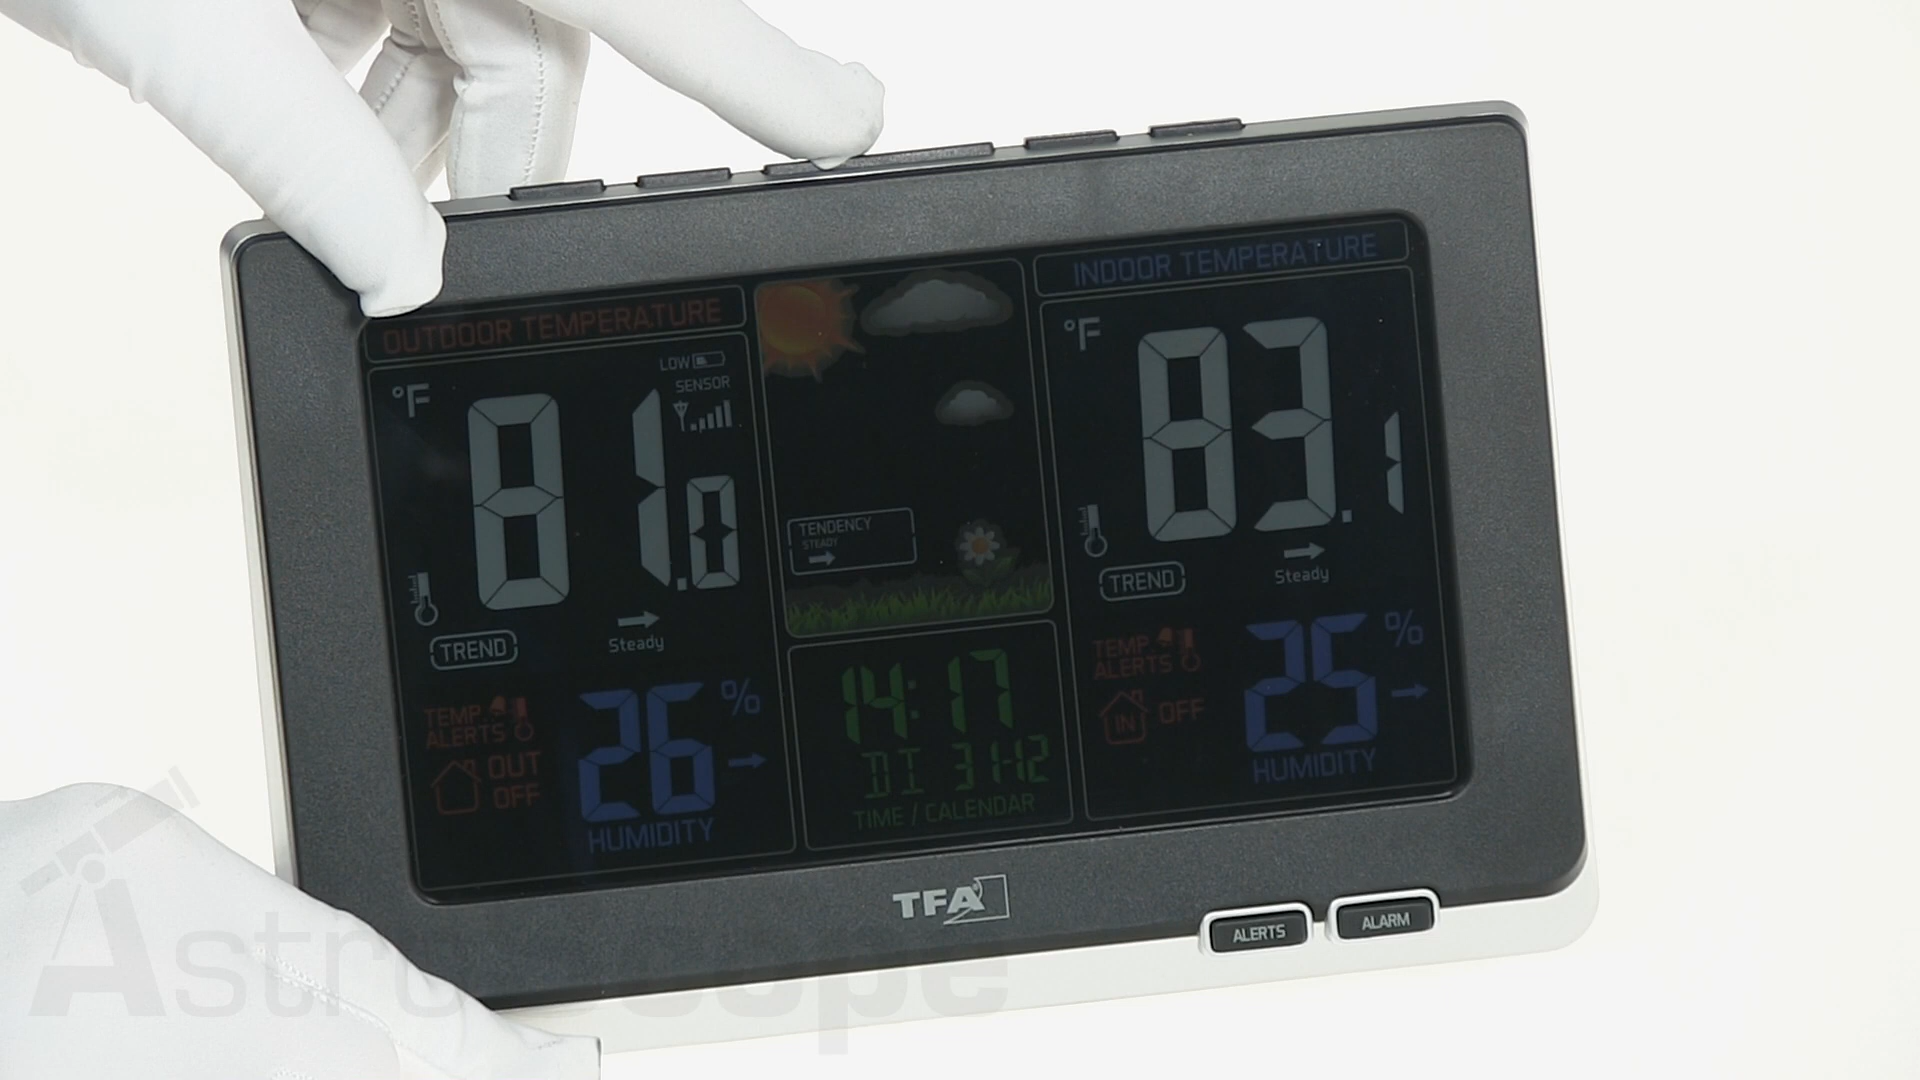 OUTDOOR TEMPERATURE
°F
81.0
LOW
SENSOR
TREND
Steady
TEMP.
ALERTS
OUT
OFF
26 %
HUMIDITY
TENDENCY
STEADY
14:17
DI 31-12
TIME / CALENDAR
INDOOR TEMPERATURE
°F
83.1
TREND
Steady
TEMP.
ALERTS
IN OFF
25 %
HUMIDITY
TFA
ALERTS
ALARM
Astroscope